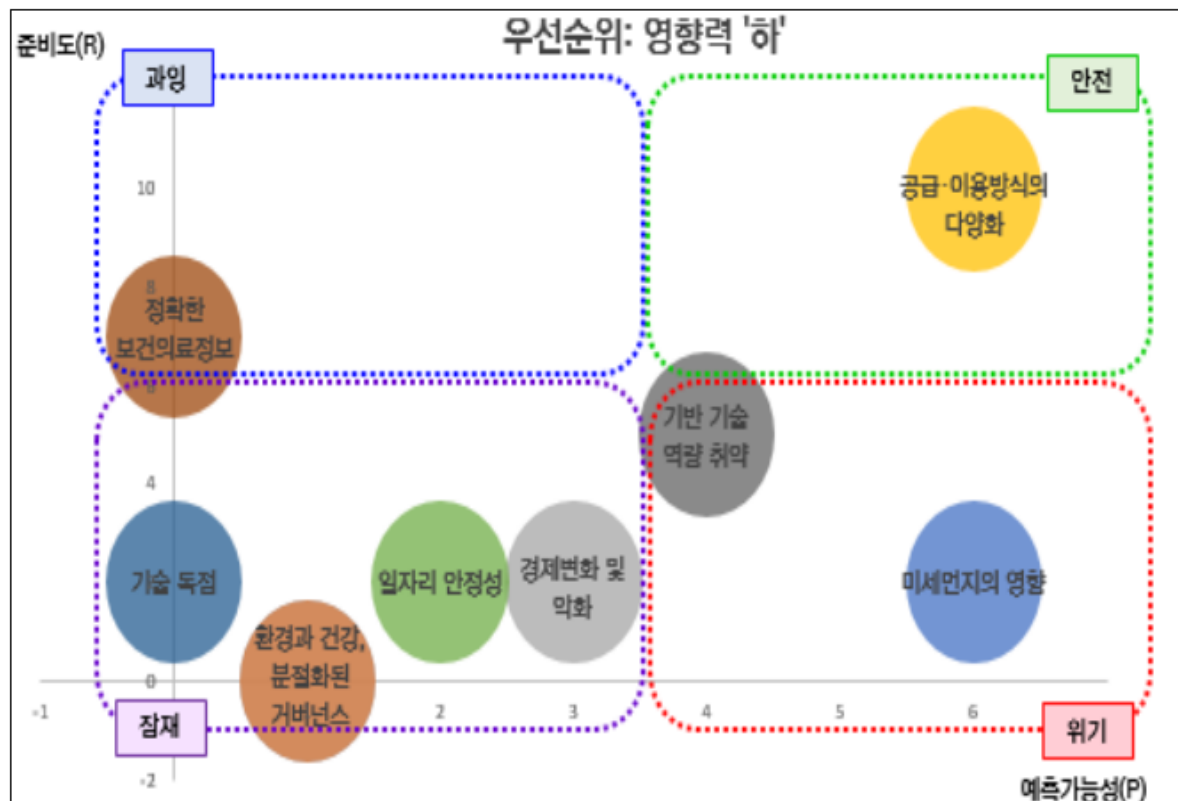 우선순위: 영향력 '하'
준비도(R)
과잉
안전
10
공급·이용방식의
다양화
8
정확한
보건의료정보
6
기반 기술
역량 취약
4
기술 독점
일자리 안정성
경제변화 및
악화
미세먼지의 영향
환경과 건강,
분절화된
거버넌스
0
-1
2
3
4
5
6
잠재
위기
-2
예측가능성(P)